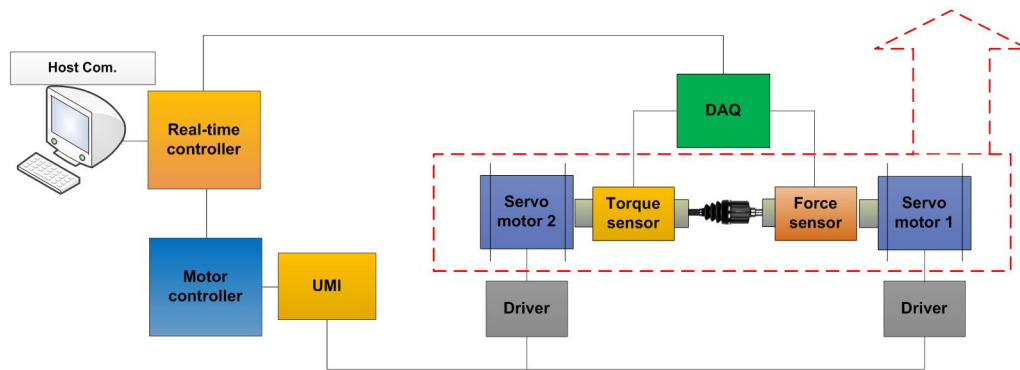 Host Com.
Real-time
controller
DAQ
Servo
motor 2
Torque
sensor
Force
sensor
Servo
motor 1
Motor
controller
UMI
Driver
Driver